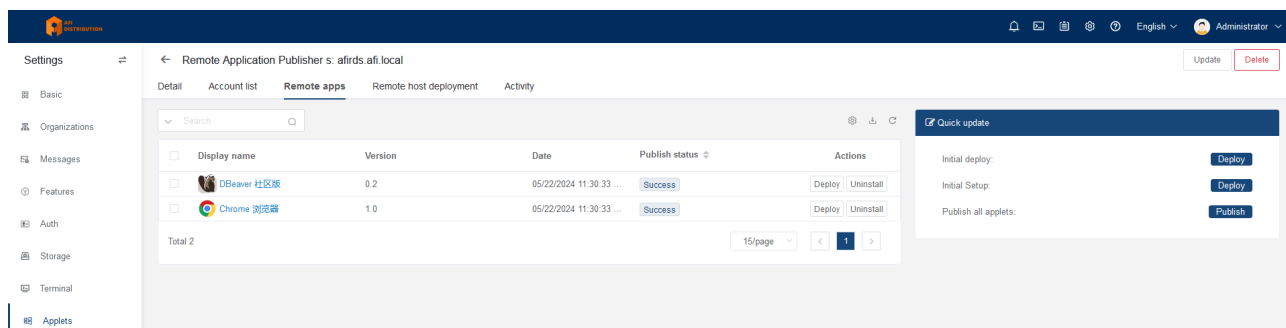 AFI
DISTRIBUTION
English
Administrator
Settings
Remote Application Publisher s: afirds.afi.local
Update
Delete
Detail
Account list
Remote apps
Remote host deployment
Activity
Basic
Organizations
Messages
Features
Auth
Storage
Terminal
Applets
Search
Display name Version Date Publish status Actions
DBeaver 社区版 0.2 05/22/2024 11:30:33 ... Success Deploy Uninstall
Chrome 浏览器 1.0 05/22/2024 11:30:33 ... Success Deploy Uninstall
Total 2
15/page
1
Quick update
Initial deploy: Deploy
Initial Setup: Deploy
Publish all applets: Publish